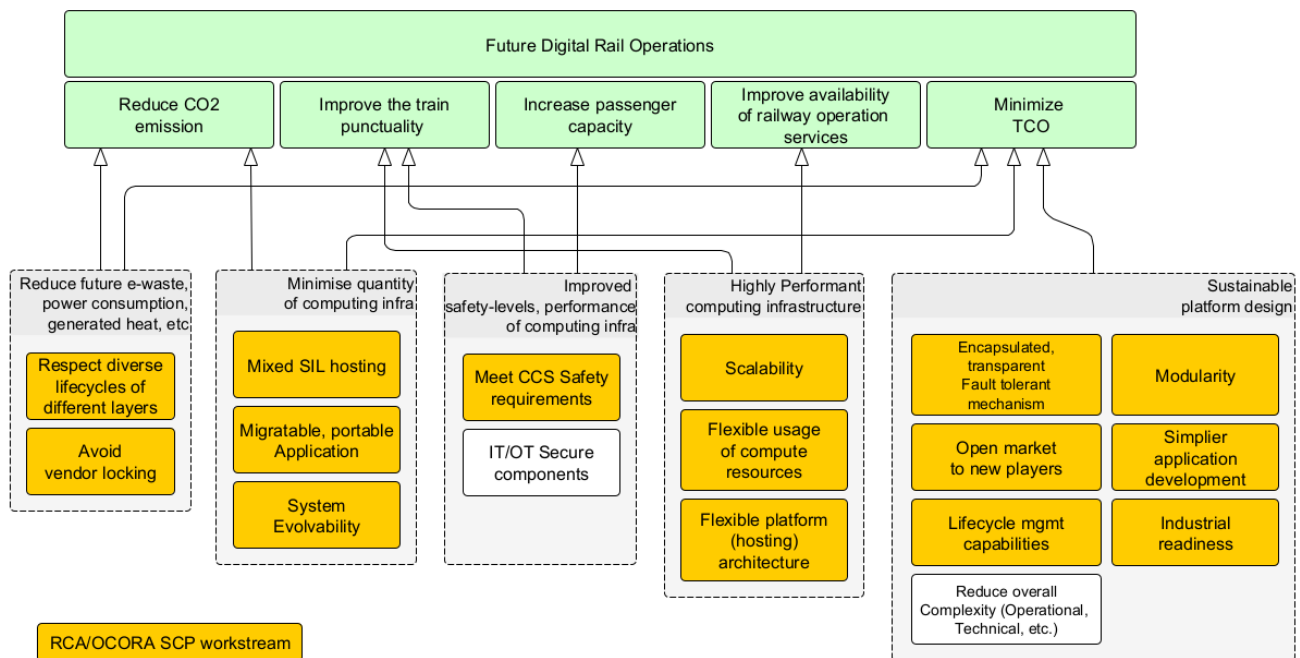 Future Digital Rail Operations
Reduce CO2
emission
Improve the train
punctuality
Increase passenger
capacity
Improve availability
of railway operation
services
Minimize
TCO
Reduce future e-waste,
power consumption,
generated heat, etc
Respect diverse
lifecycles of
different layers
Avoid
vendor locking
Minimise quantity
of computing infra
Mixed SIL hosting
Migratable, portable
Application
System
Evolvability
Improved
safety-levels, performance
of computing infra
Meet CCS Safety
requirements
IT/OT Secure
components
Highly Performant
computing infrastructure
Scalability
Flexible usage
of compute
resources
Flexible platform
(hosting)
architecture
Sustainable
platform design
Encapsulated,
transparent
Fault tolerant
mechanism
Modularity
Open market
to new players
Simplier
application
development
Lifecycle mgmt
capabilities
Industrial
readiness
Reduce overall
Complexity (Operational,
Technical, etc.)
RCA/OCORA SCP workstream